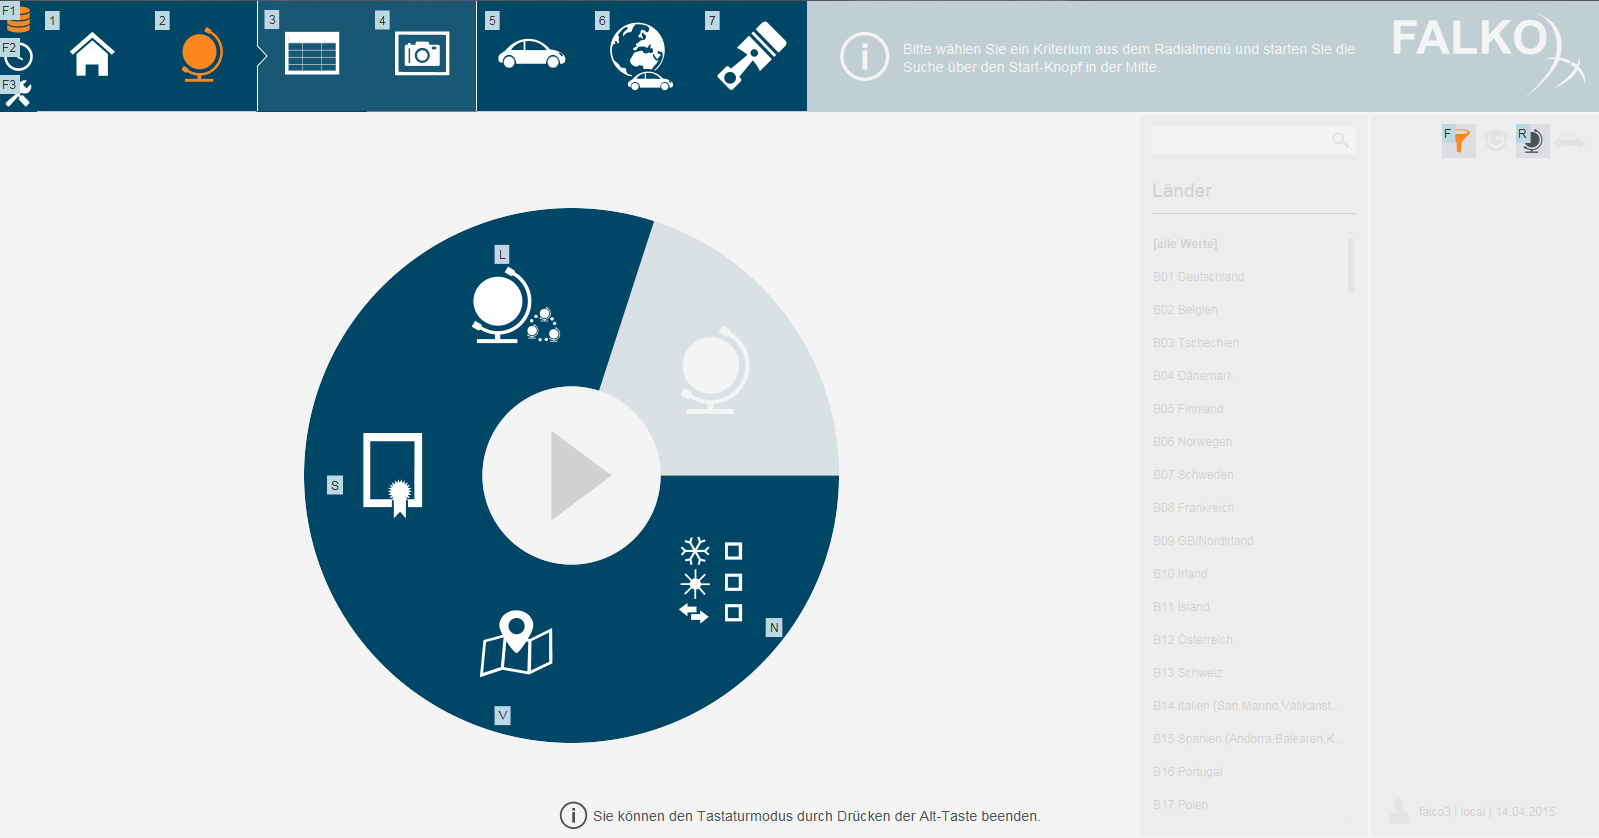 F1
F2
F3
1
2
3
4
5
6
7
Bitte wählen Sie ein Kriterium aus dem Radialmenü und starten Sie die
Suche über den Start-Knopf in der Mitte.
FALKO
F
R
L
S
V
N
Länder
[alle Werte]
B01 Deutschland
B02 Belgien
B03 Tschechien
B04 Dänemark
B05 Finnland
B06 Norwegen
B07 Schweden
B08 Frankreich
B09 GB/Nordirland
B10 Irland
B11 Island
B12 Österreich
B13 Schweiz
B14 Italien (San Marino,Vatikanst...
B15 Spanien (Andorra,Balearen,K...
B16 Portugal
B17 Polen
Sie können den Tastaturmodus durch Drücken der Alt-Taste beenden.
falco3 | local | 14.04.2015